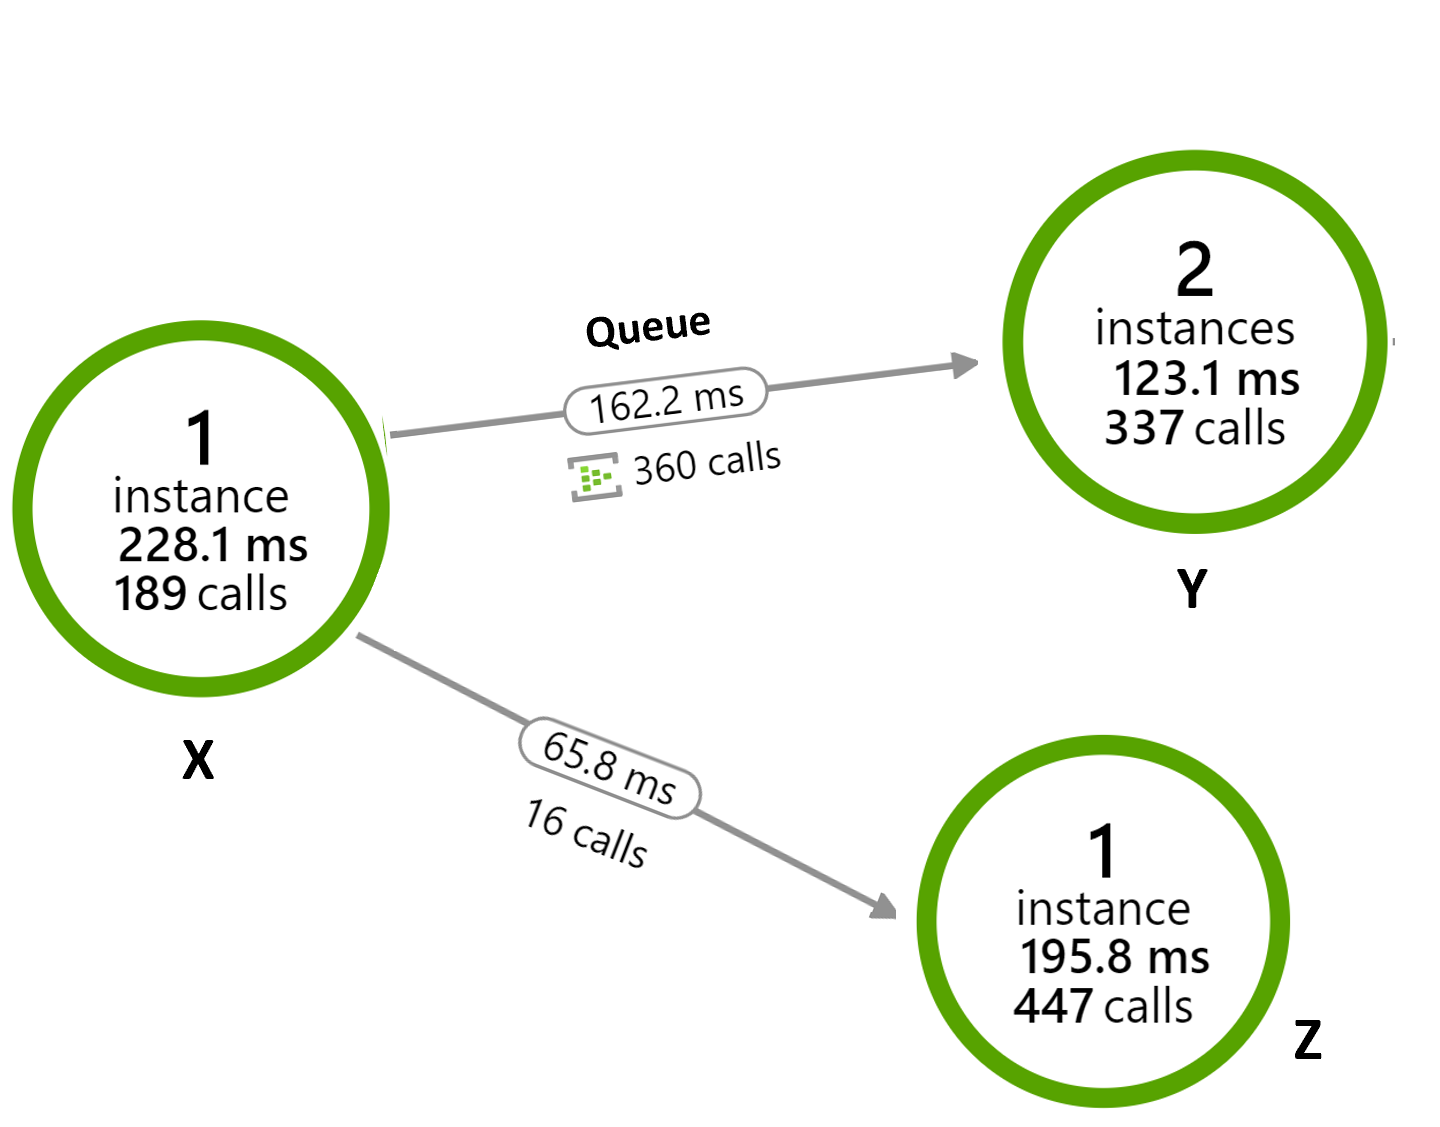 1
instance
228.1 ms
189 calls
X
Queue
162.2 ms
360 calls
65.8 ms
16 calls
2
instances
123.1 ms
337 calls
Y
1
instance
195.8 ms
447 calls
Z